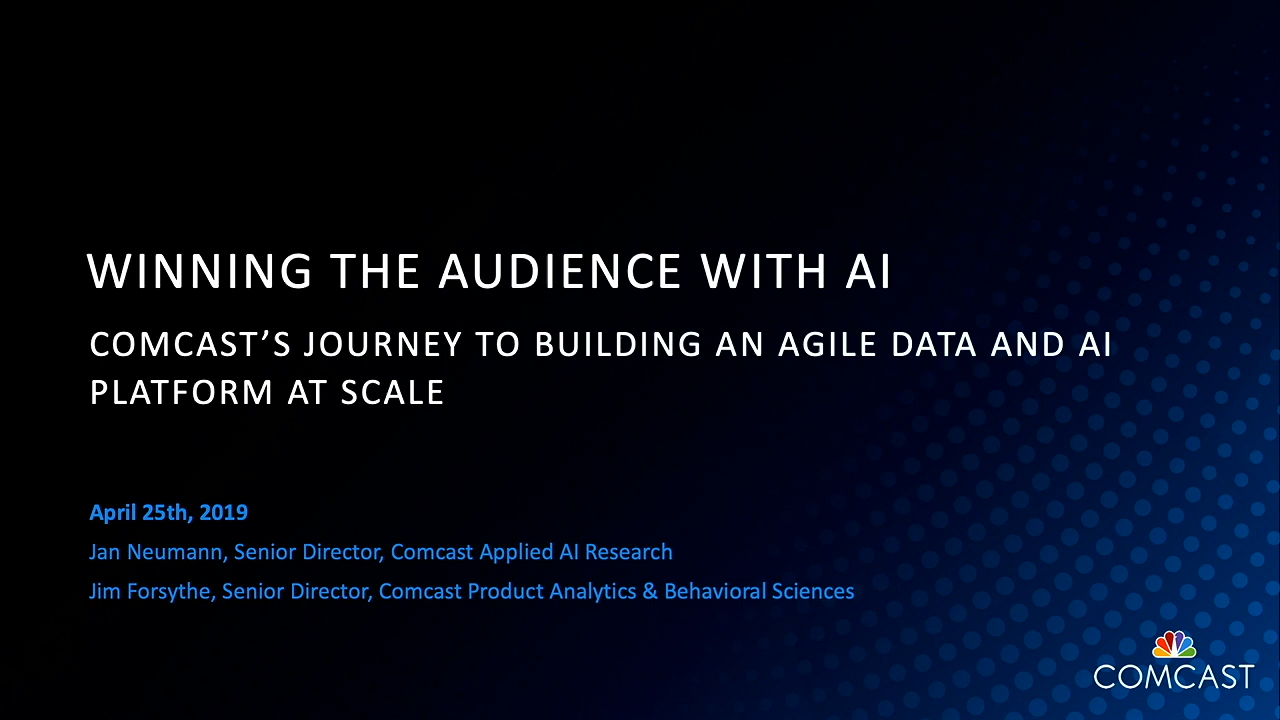 WINNING THE AUDIENCE WITH AI
COMCAST’S JOURNEY TO BUILDING AN AGILE DATA AND AI
PLATFORM AT SCALE
April 25th, 2019
Jan Neumann, Senior Director, Comcast Applied AI Research
Jim Forsythe, Senior Director, Comcast Product Analytics & Behavioral Sciences
COMCAST